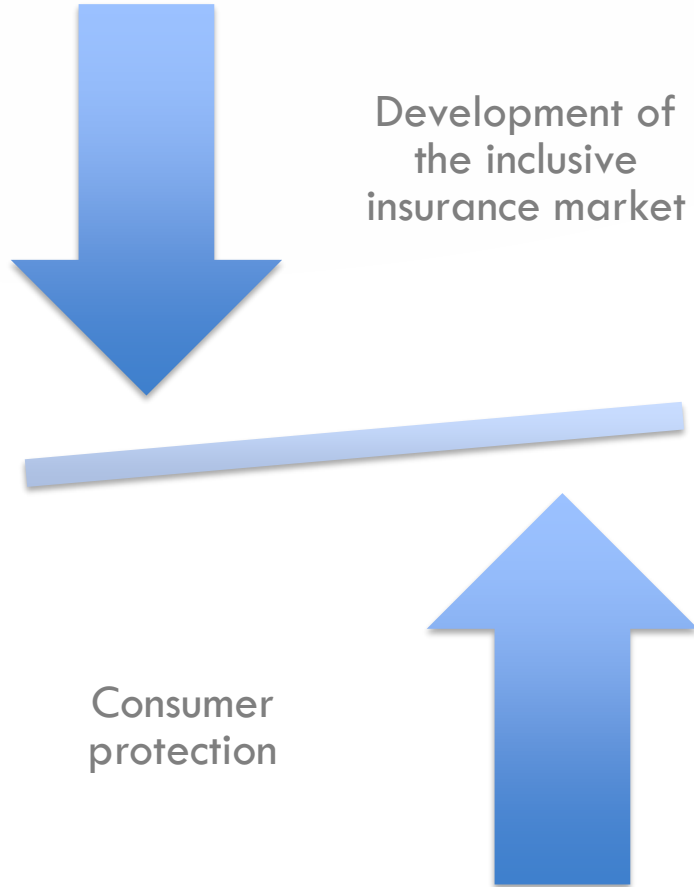 Development of
the inclusive
insurance market
Consumer
protection